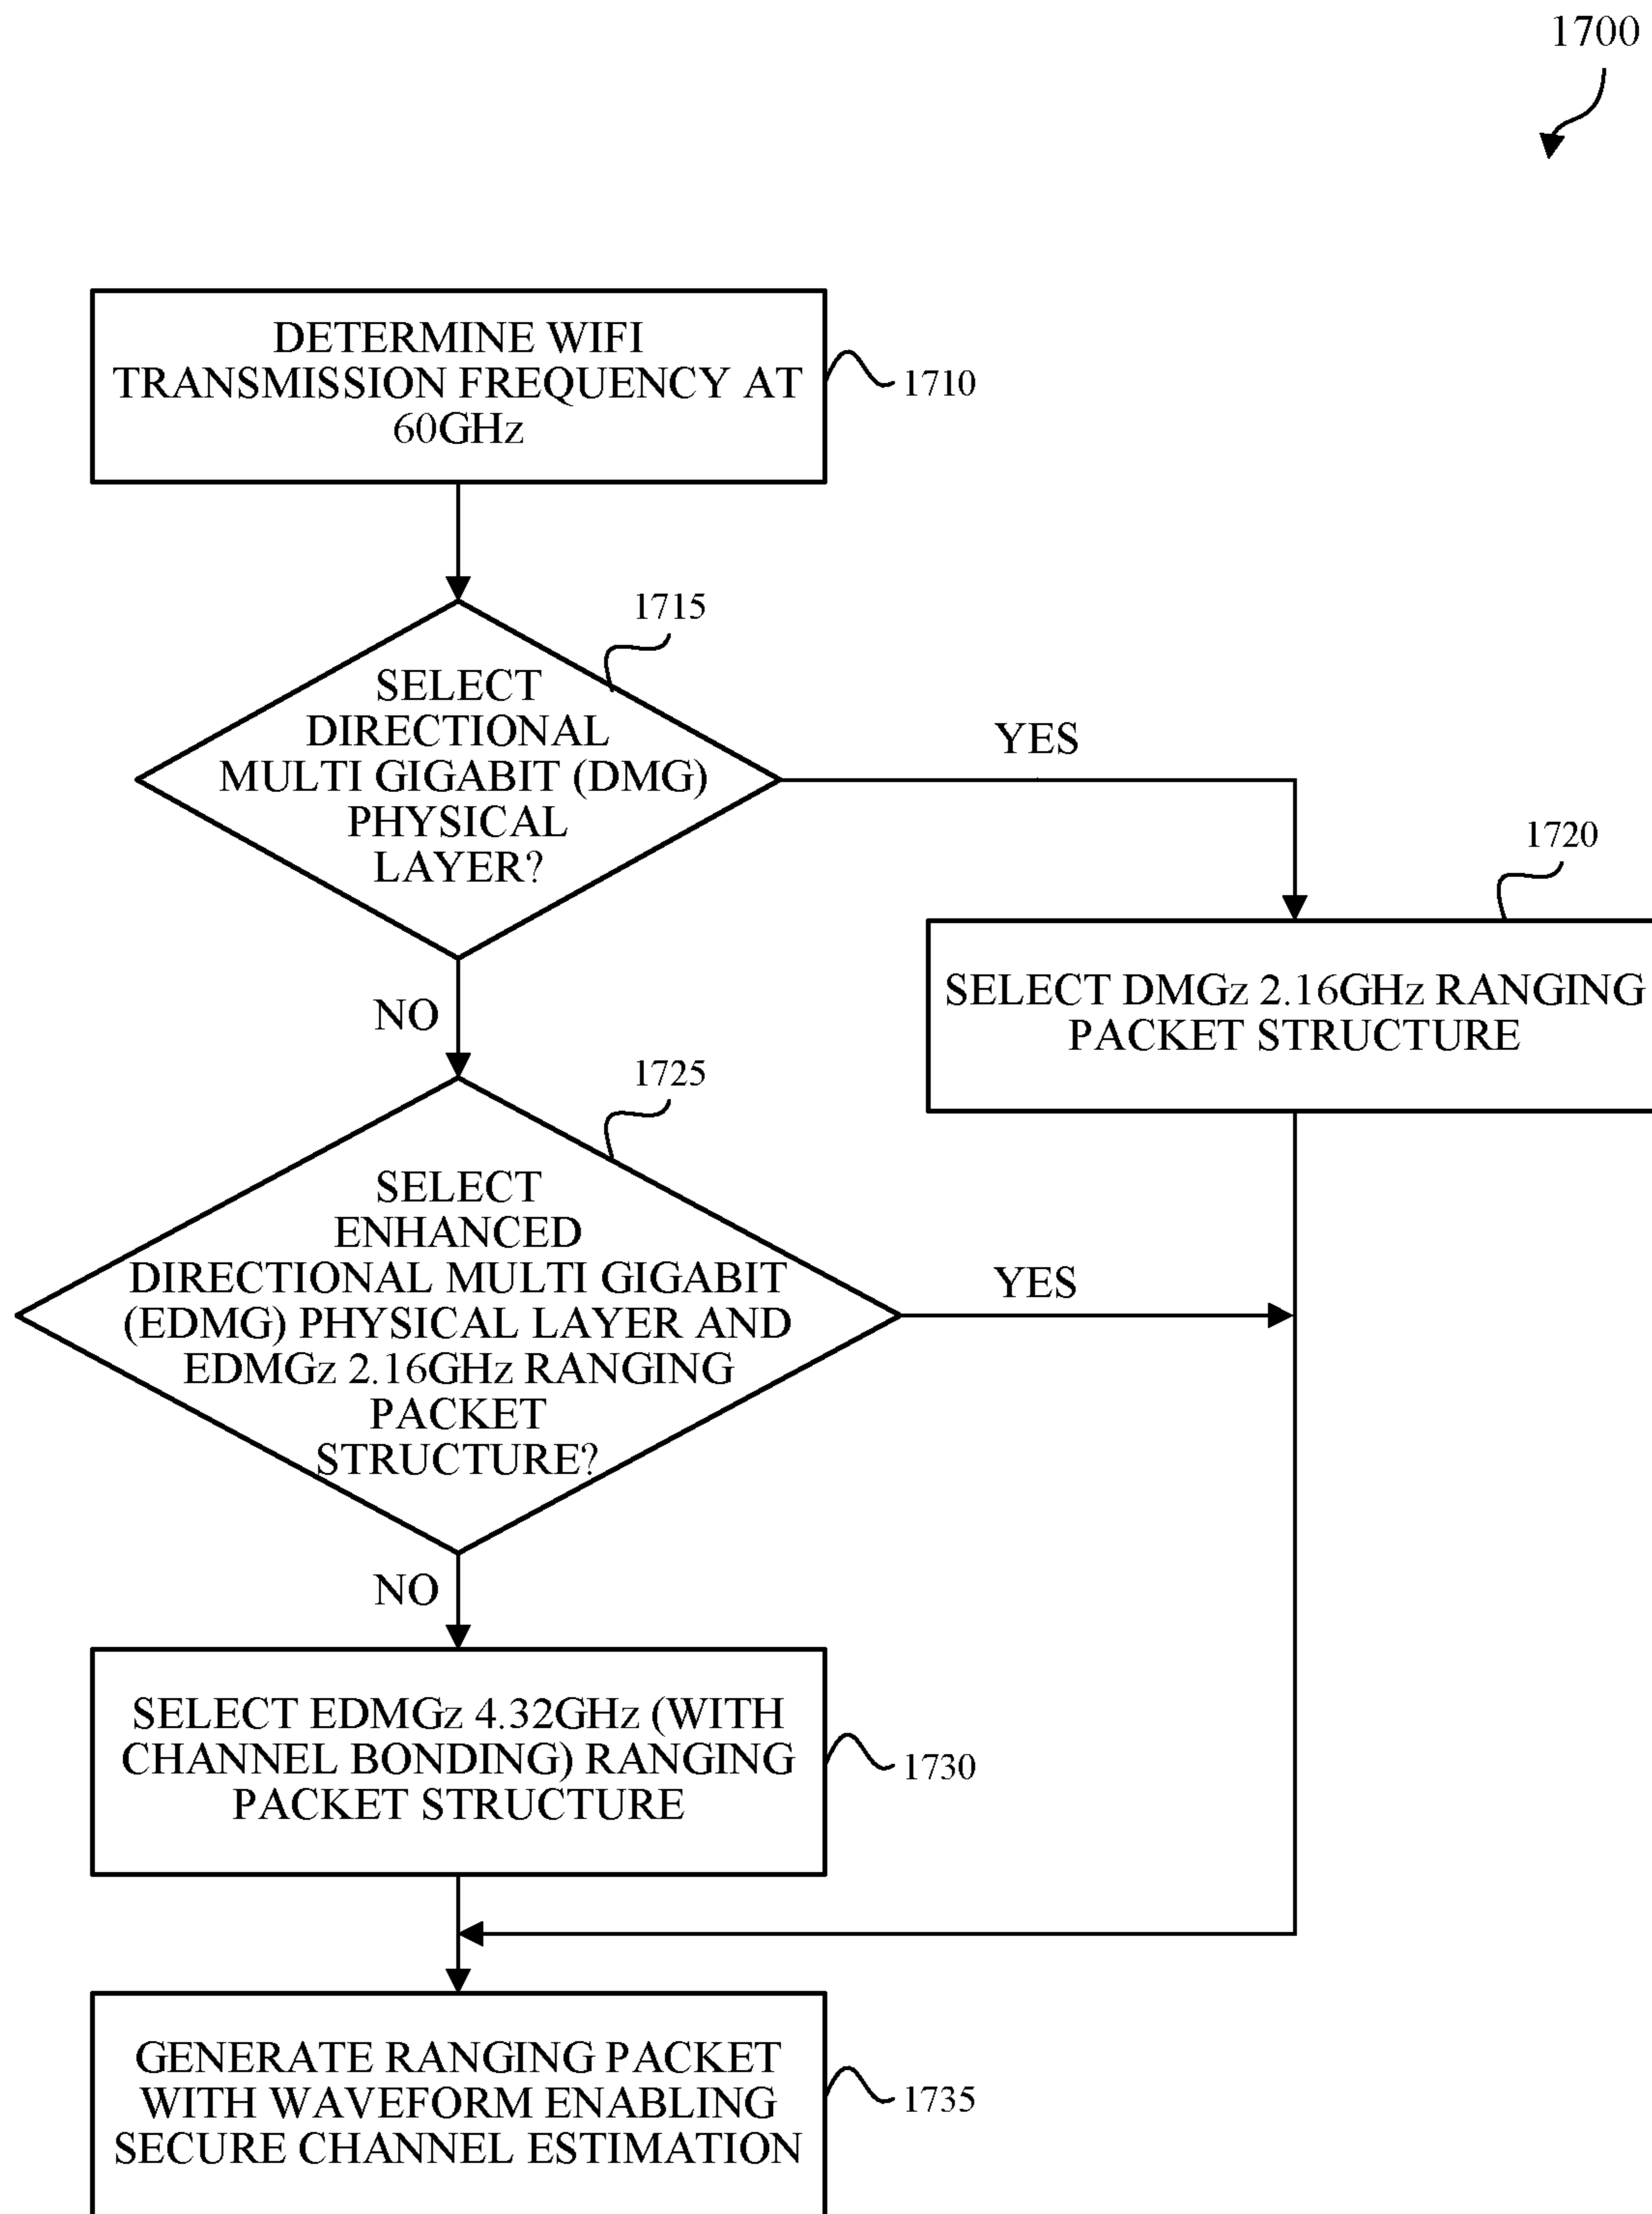 1700
DETERMINE WIFI
TRANSMISSION FREQUENCY AT
60GHz
1710
1715
SELECT
DIRECTIONAL
MULTI GIGABIT (DMG)
PHYSICAL
LAYER?
YES
1720
SELECT DMGz 2.16GHz RANGING
PACKET STRUCTURE
NO
1725
SELECT
ENHANCED
DIRECTIONAL MULTI GIGABIT
(EDMG) PHYSICAL LAYER AND
EDMGz 2.16GHz RANGING
PACKET
STRUCTURE?
YES
NO
SELECT EDMGz 4.32GHz (WITH
CHANNEL BONDING) RANGING
PACKET STRUCTURE
1730
GENERATE RANGING PACKET
WITH WAVEFORM ENABLING
SECURE CHANNEL ESTIMATION
1735